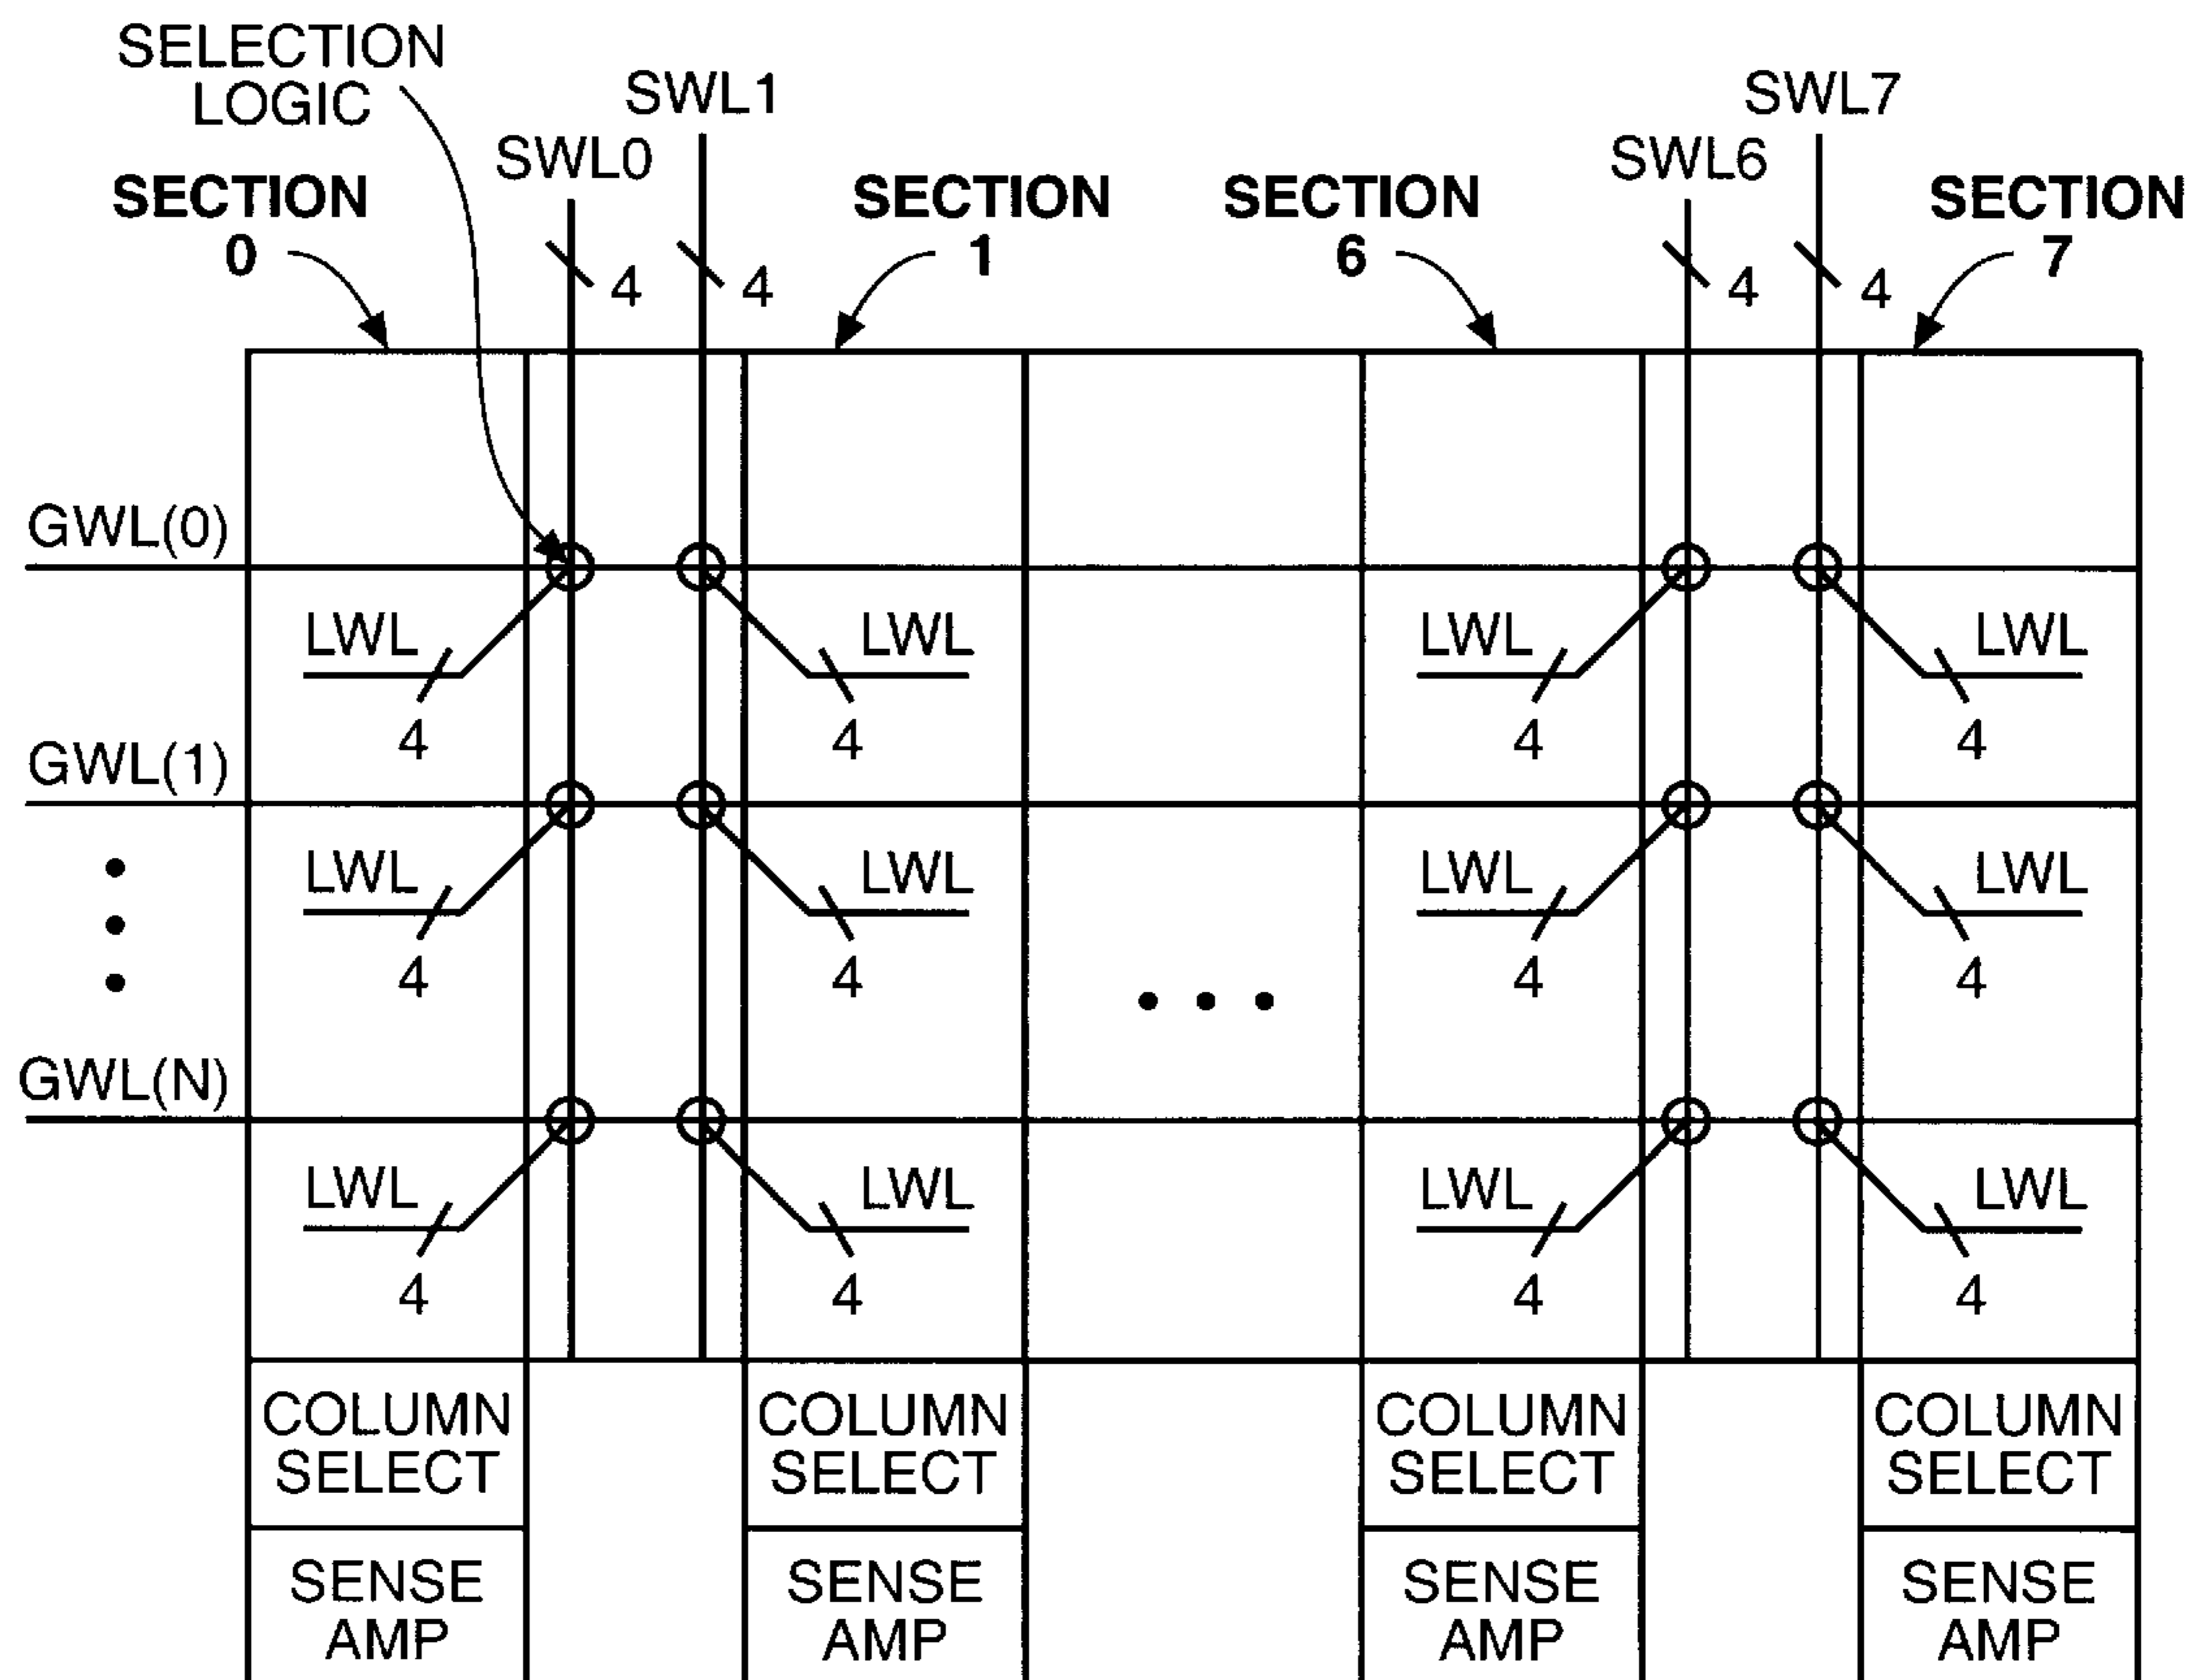 SELECTION
LOGIC
SWL1
SWL7
SWL0
SWL6
SECTION
0
SECTION
1
SECTION
6
SECTION
7
4
4
4
4
GWL(0)
LWL
LWL
LWL
LWL
4
4
4
4
GWL(1)
LWL
LWL
LWL
LWL
4
4
4
4
GWL(N)
LWL
LWL
LWL
LWL
4
4
4
4
COLUMN
SELECT
COLUMN
SELECT
COLUMN
SELECT
COLUMN
SELECT
SENSE
AMP
SENSE
AMP
SENSE
AMP
SENSE
AMP